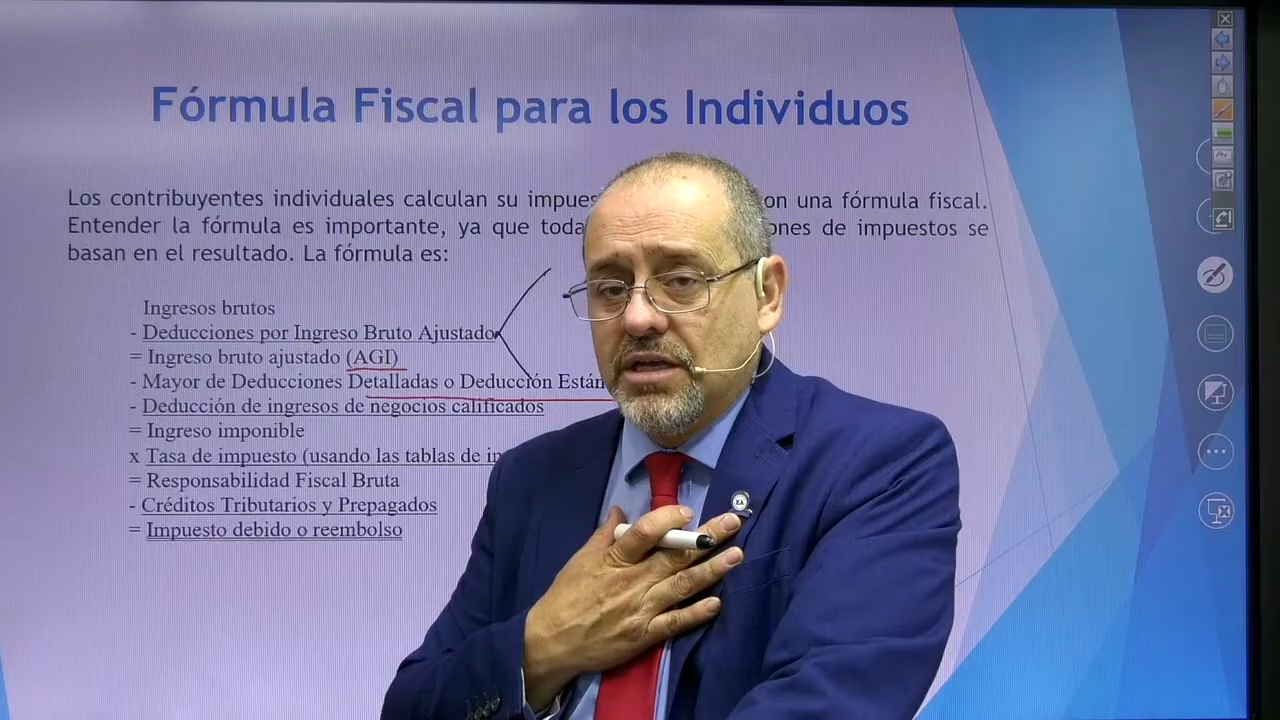 Fórmula Fiscal para los Individuos
Los contribuyentes individuales calculan su impues on una fórmula fiscal.
Entender la fórmula es importante, ya que toda ones de impuestos se
basan en el resultado. La fórmula es:
Ingresos brutos
- Deducciones por Ingreso Bruto Ajustado
= Ingreso bruto ajustado (AGI)
- Mayor de Deducciones Detalladas o Deducción Están
- Deducción de ingresos de negocios calificados
= Ingreso imponible
x Tasa de impuesto (usando las tablas de in
= Responsabilidad Fiscal Bruta
- Créditos Tributarios y Prepagados
= Impuesto debido o reembolso
EA